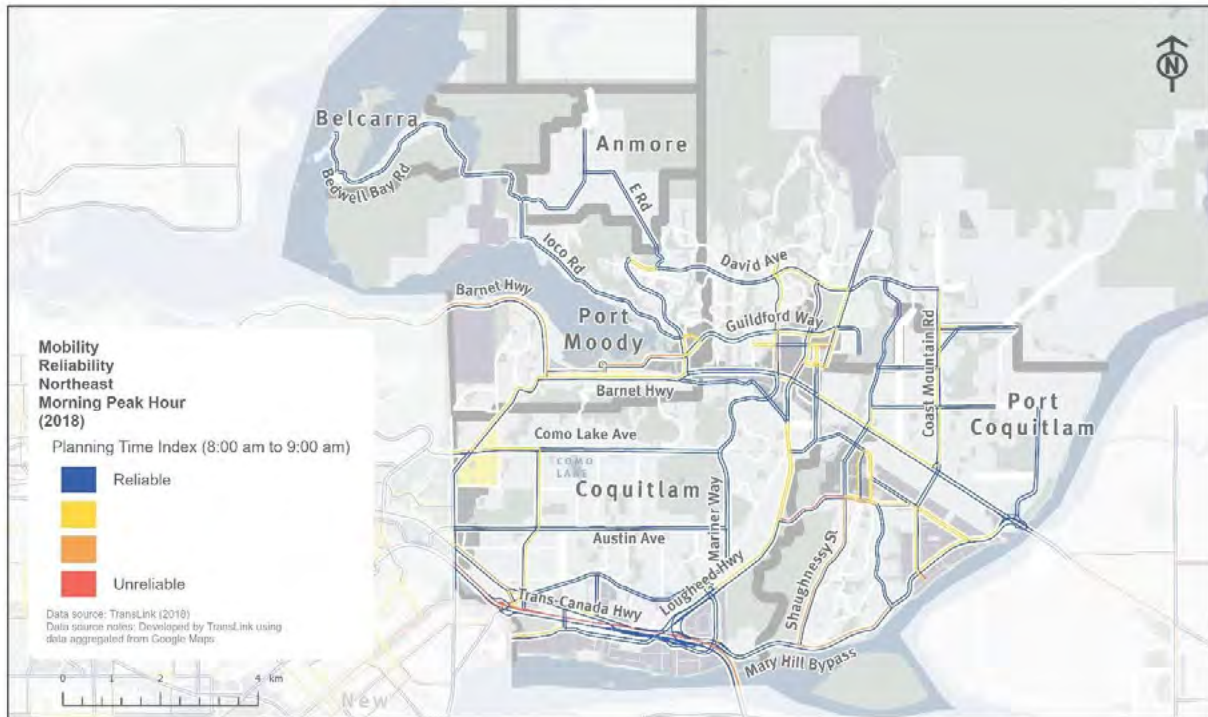 N
Belcarra
Anmore
Bedwell Bay Rd
E Rd
Ioco Rd
David Ave
Barnet Hwy
Port
Moody
Guildford Way
Coast Mountain Rd
Barnet Hwy
Port
Coquitlam
Como Lake Ave
COMO
LAKE
Coquitlam
Mariner Way
Austin Ave
Lougheed Hwy
Shaughnessy St
Trans-Canada Hwy
Mary Hill Bypass
New
Mobility
Reliability
Northeast
Morning Peak Hour
(2018)
Planning Time Index (8:00 am to 9:00 am)
Reliable
Unreliable
Data source: TransLink (2018)
Data source notes: Developed by TransLink using
data aggregated from Google Maps
0 2 4 km